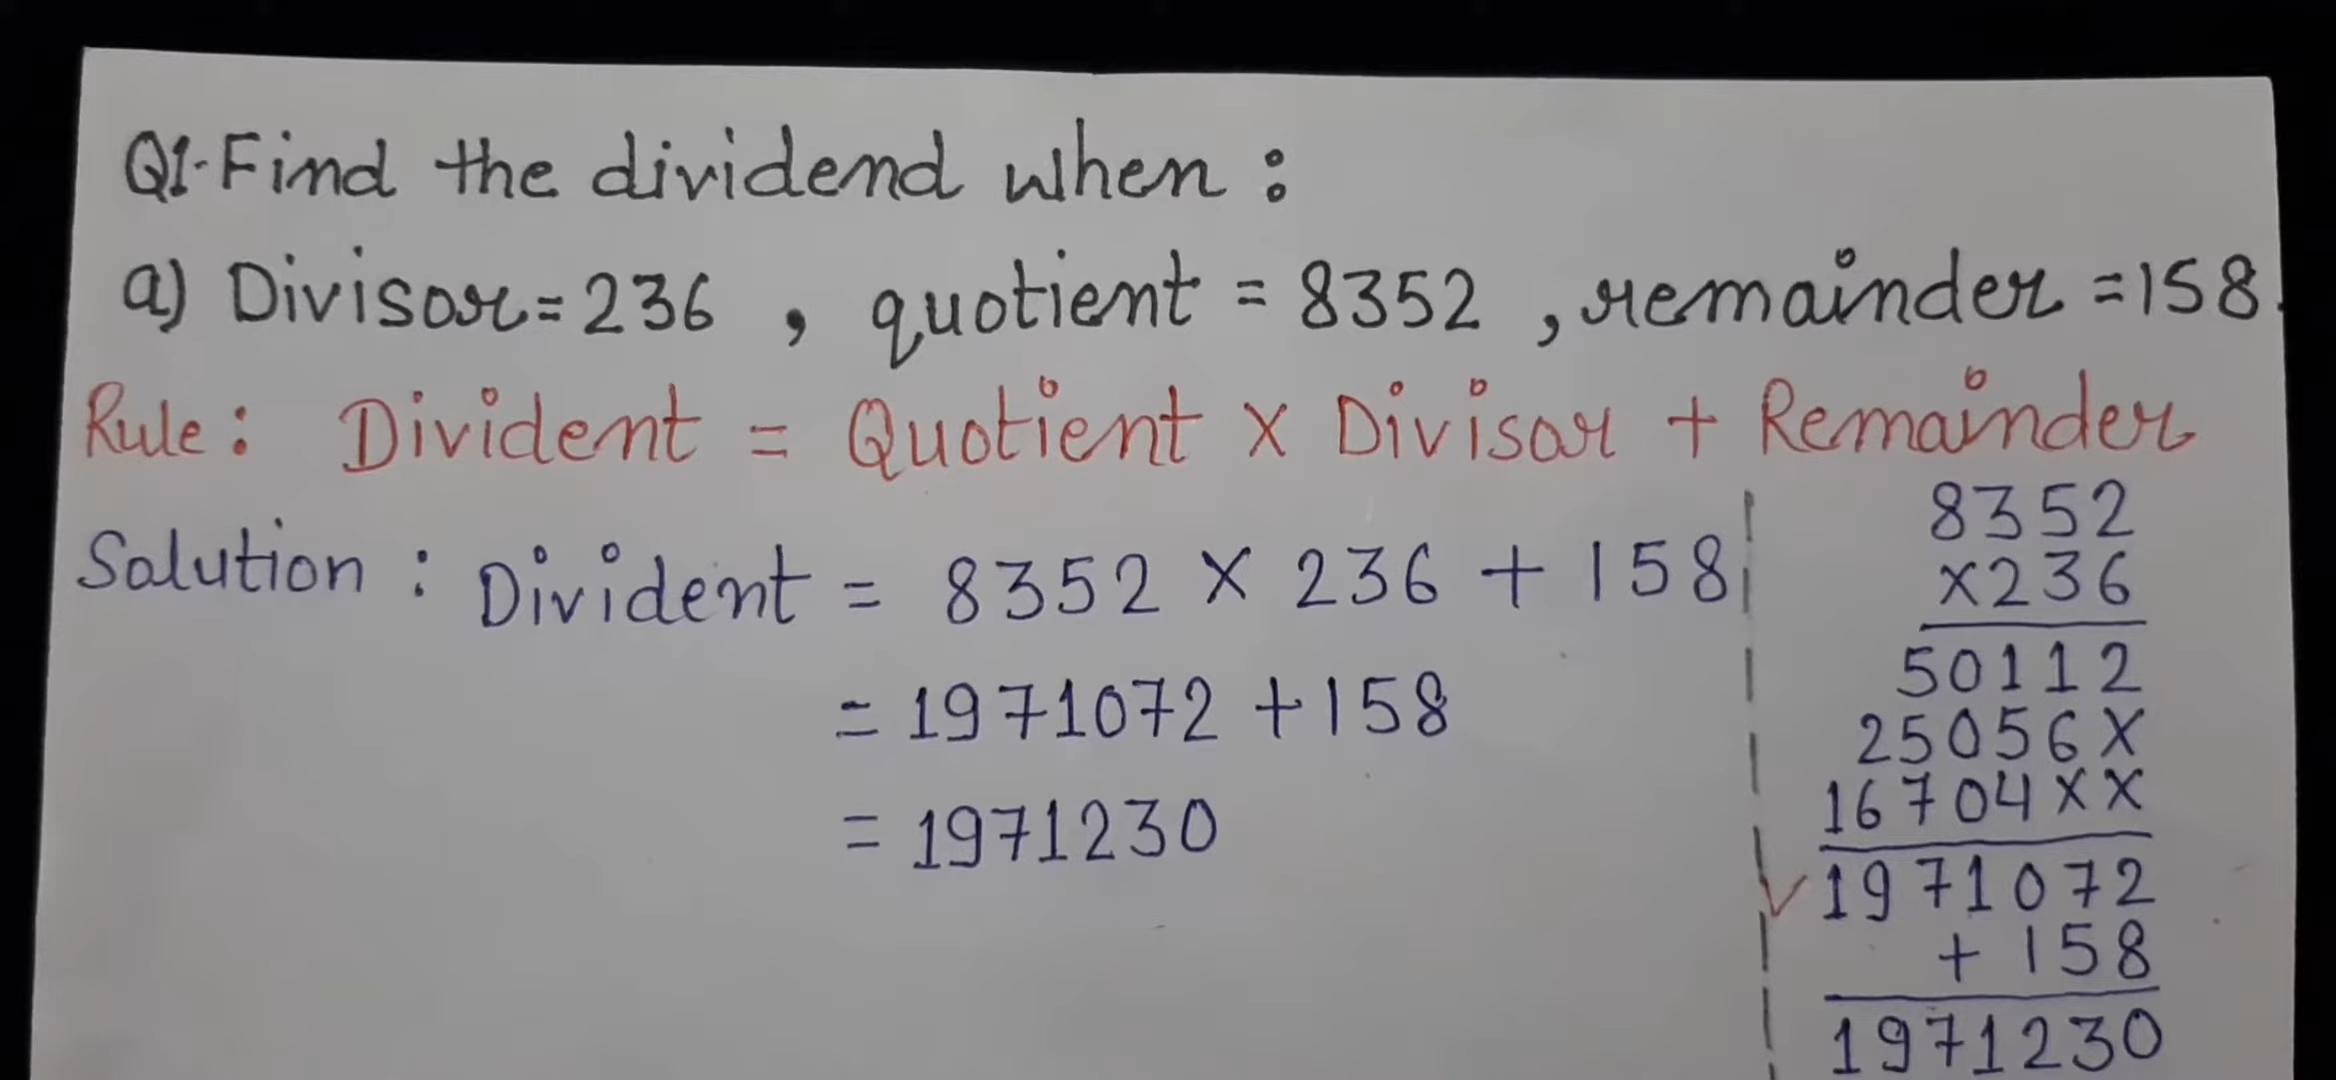 Q1. Find the dividend when :
a) Divisor = 236 , quotient = 8352 , remainder = 158.
Rule : Divident = Quotient X Divisor + Remainder
Solution : Divident = 8352 X 236 + 158
= 1971072 + 158
= 1971230
8352
X236
50112
25056X
16704XX
✓1971072
+ 158
1971230